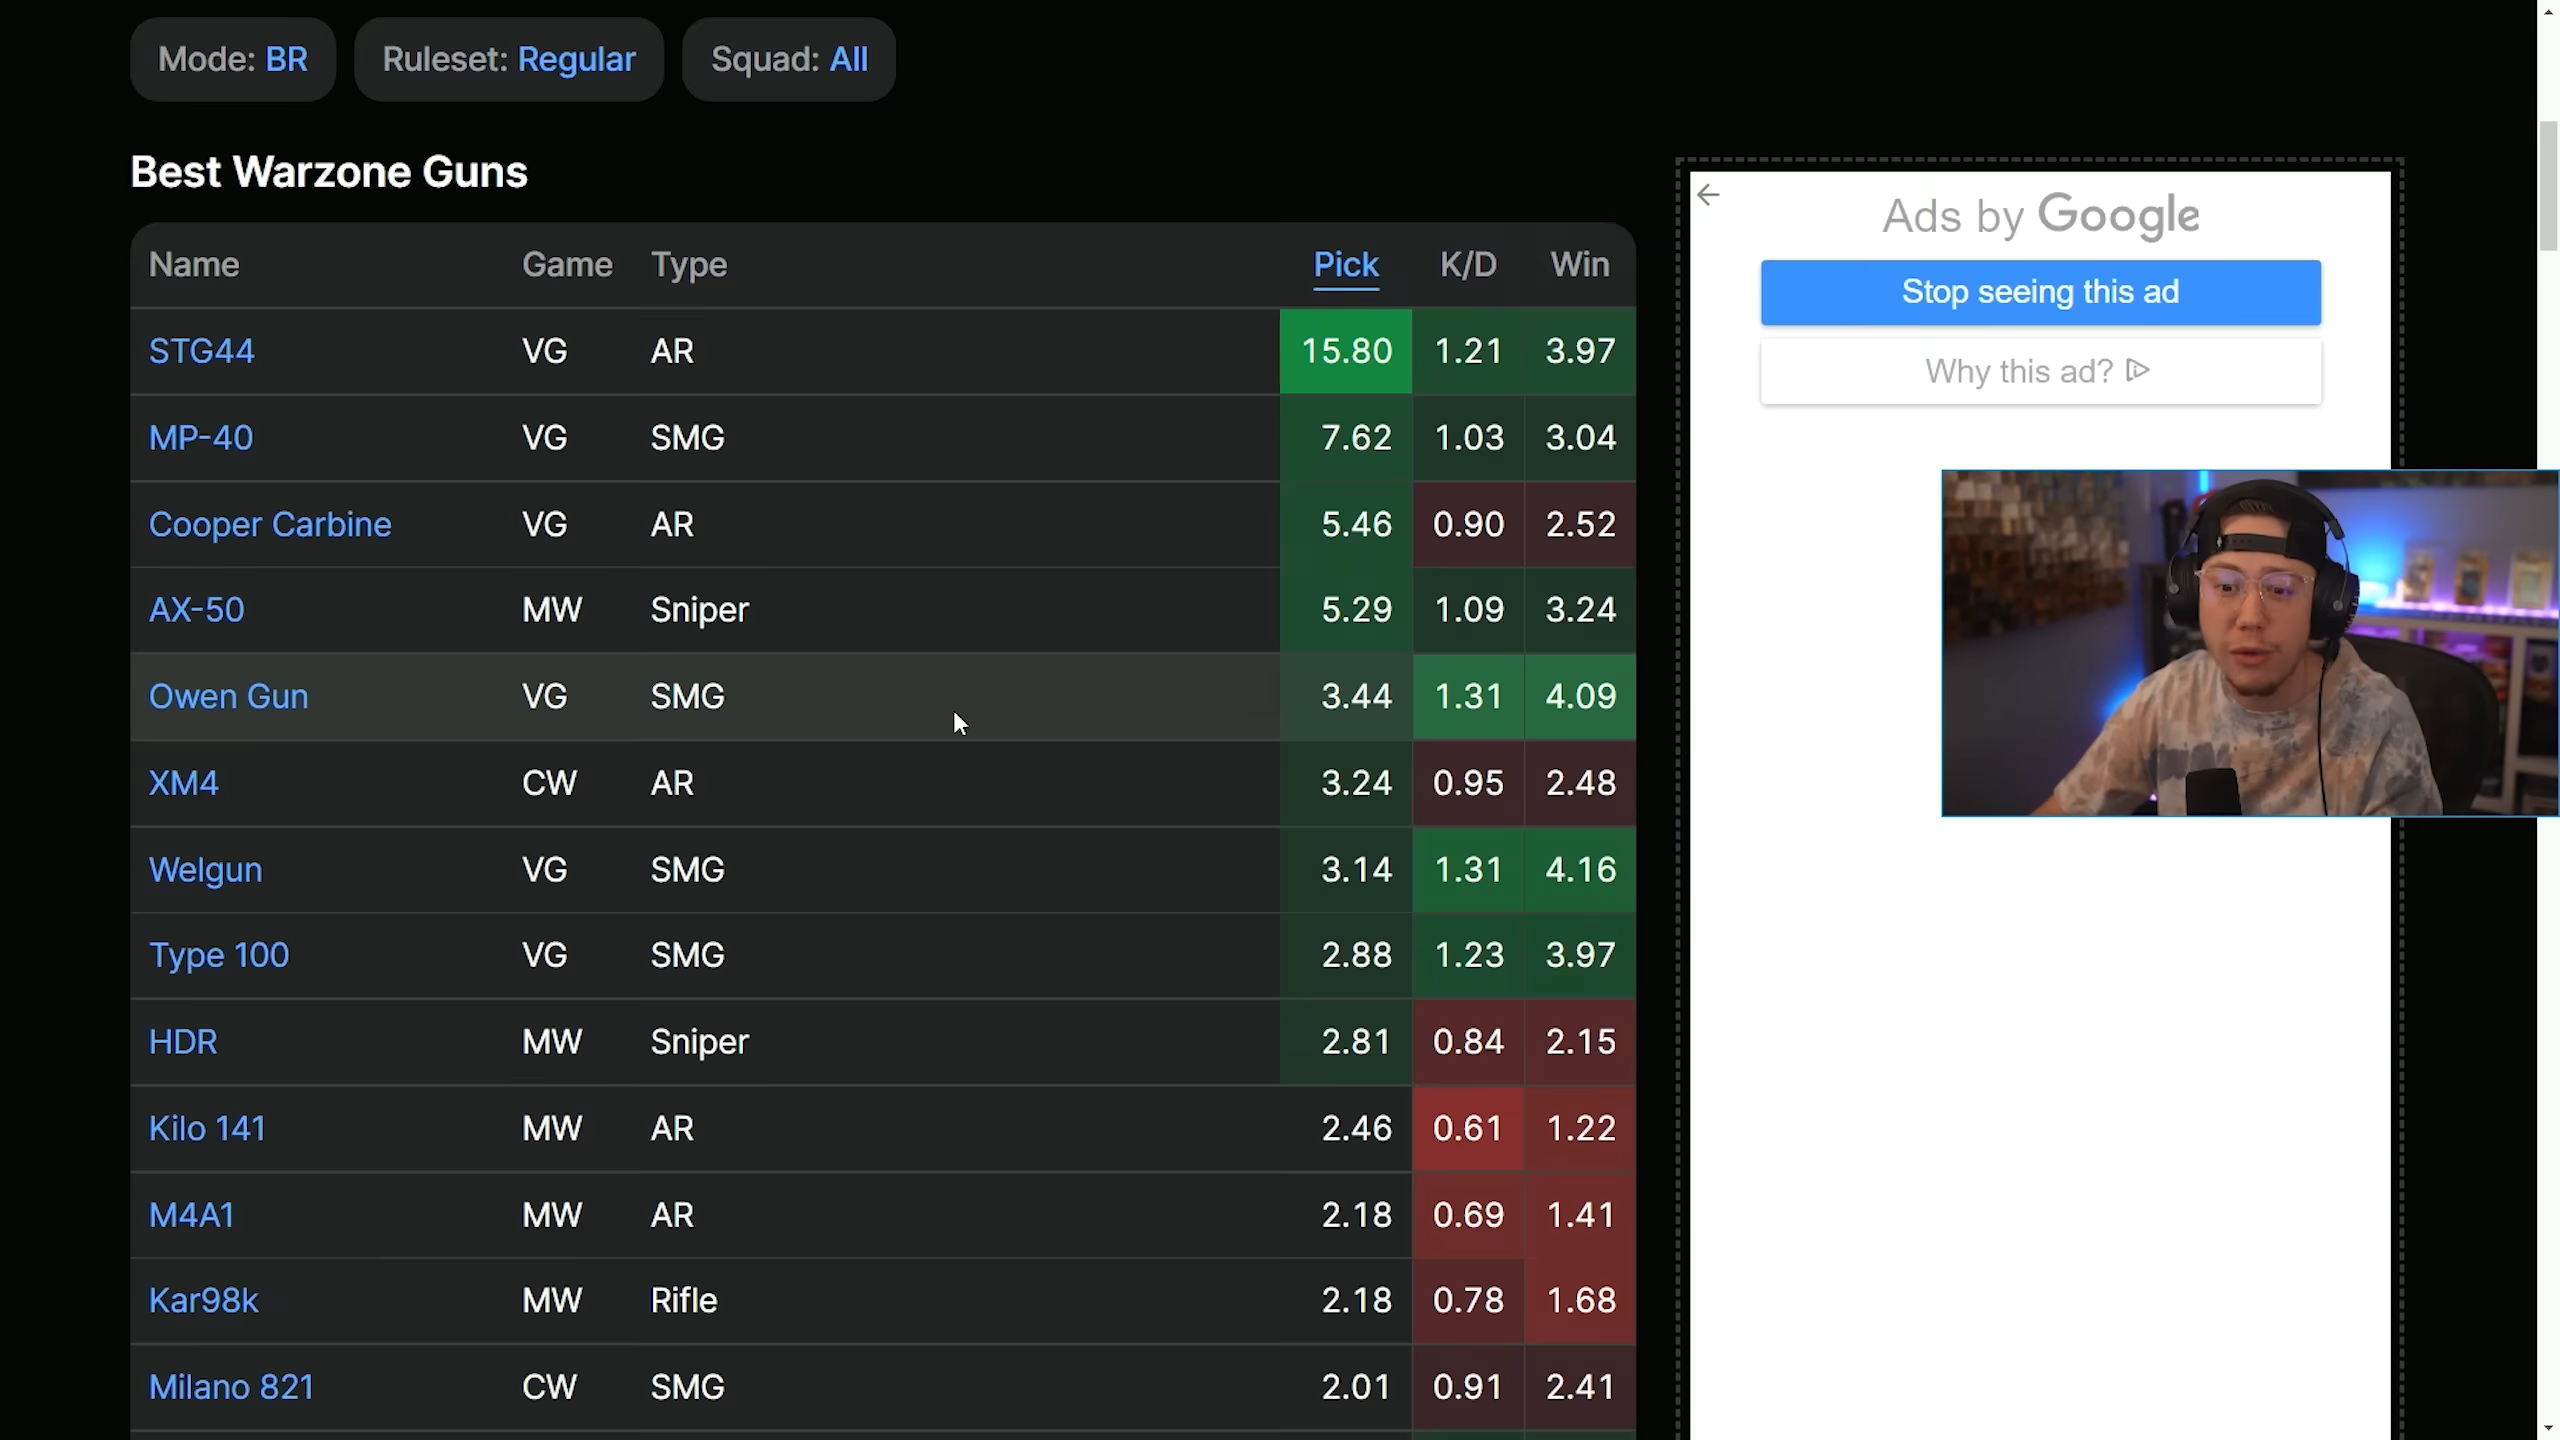 Mode: BR Ruleset: Regular Squad: All
Best Warzone Guns
Name Game Type Pick K/D Win
STG44 VG AR 15.80 1.21 3.97
MP-40 VG SMG 7.62 1.03 3.04
Cooper Carbine VG AR 5.46 0.90 2.52
AX-50 MW Sniper 5.29 1.09 3.24
Owen Gun VG SMG 3.44 1.31 4.09
XM4 CW AR 3.24 0.95 2.48
Welgun VG SMG 3.14 1.31 4.16
Type 100 VG SMG 2.88 1.23 3.97
HDR MW Sniper 2.81 0.84 2.15
Kilo 141 MW AR 2.46 0.61 1.22
M4A1 MW AR 2.18 0.69 1.41
Kar98k MW Rifle 2.18 0.78 1.68
Milano 821 CW SMG 2.01 0.91 2.41
Ads by Google
Stop seeing this ad
Why this ad?